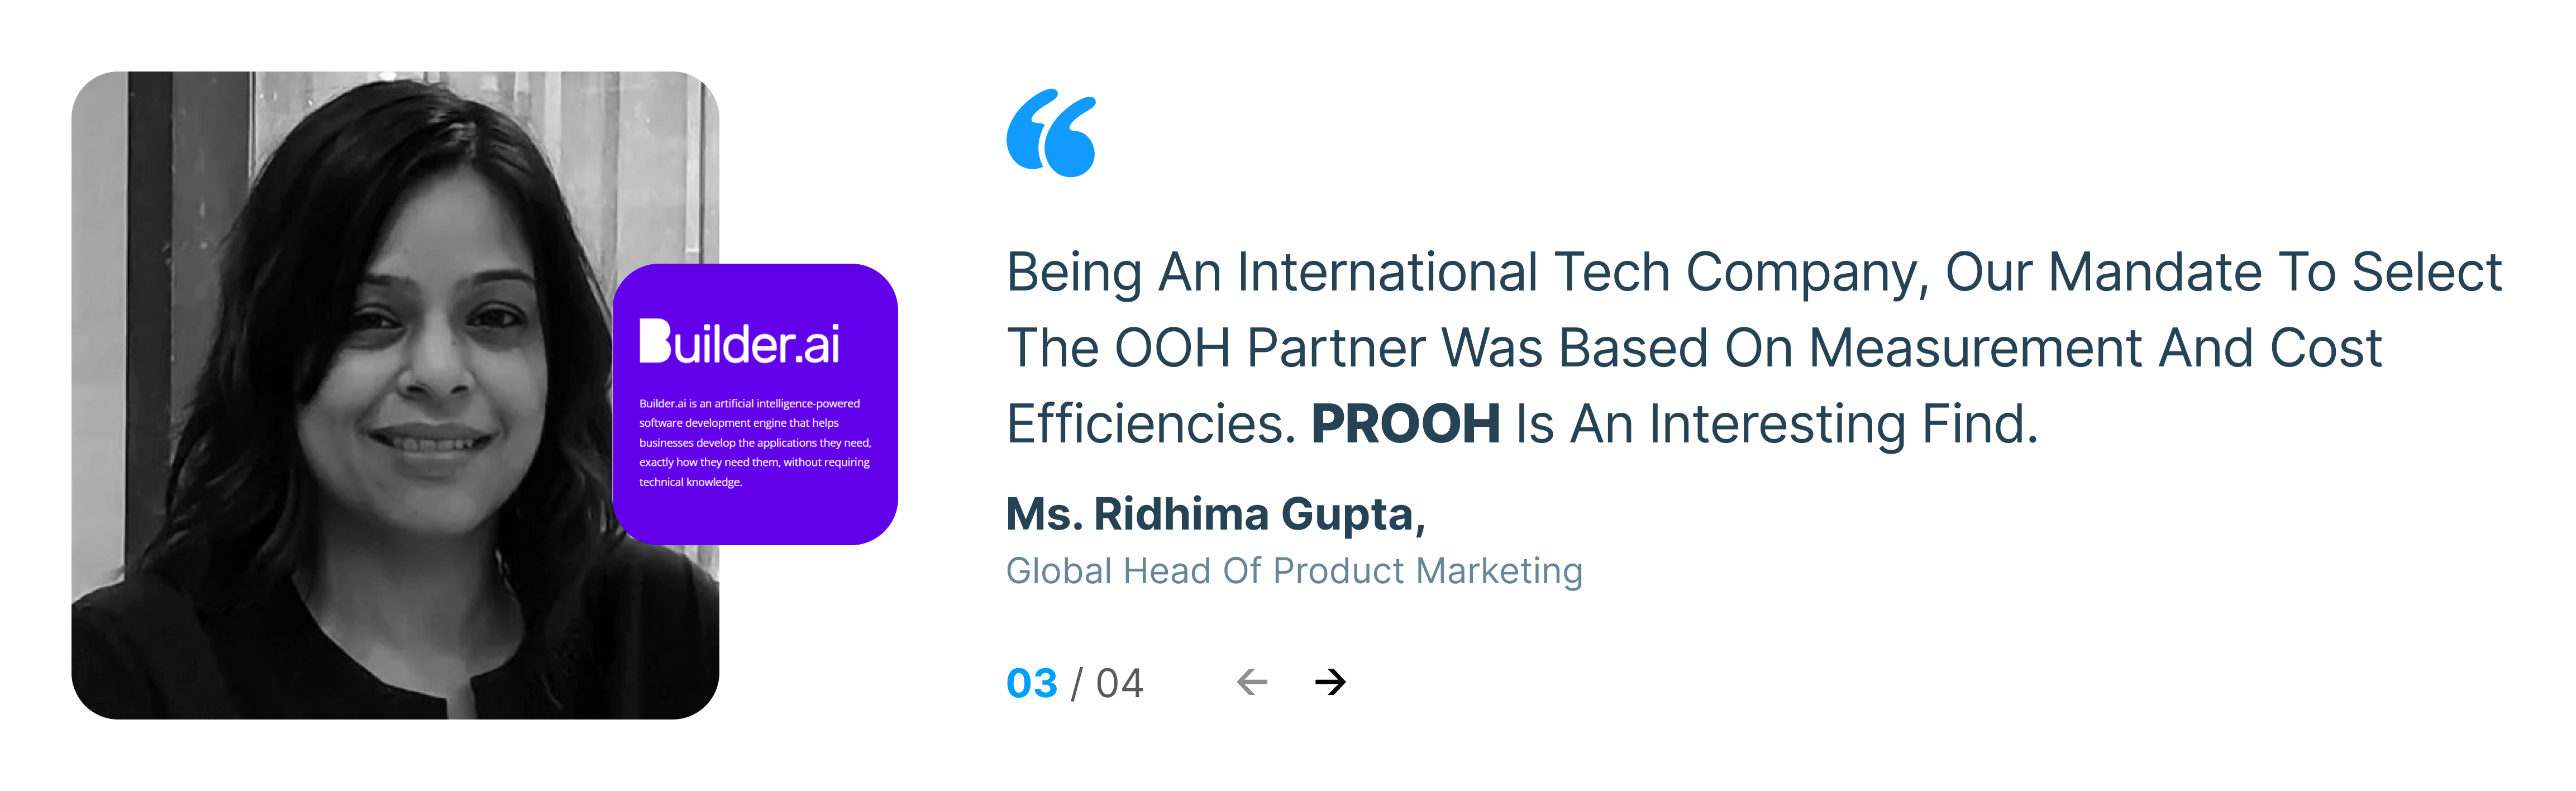 Builder.ai
Builder.ai is an artificial intelligence-powered
software development engine that helps
businesses develop the applications they need,
exactly how they need them, without requiring
technical knowledge.
“
Being An International Tech Company, Our Mandate To Select
The OOH Partner Was Based On Measurement And Cost
Efficiencies. PROOH Is An Interesting Find.
Ms. Ridhima Gupta,
Global Head Of Product Marketing
03 / 04 ← →